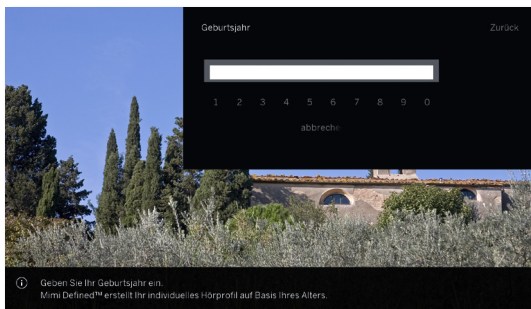 Geburtsjahr
Zurück
1 2 3 4 5 6 7 8 9 0
abbreche
Geben Sie Ihr Geburtsjahr ein.
Mimi Defined™ erstellt Ihr individuelles Hörprofil auf Basis Ihres Alters.